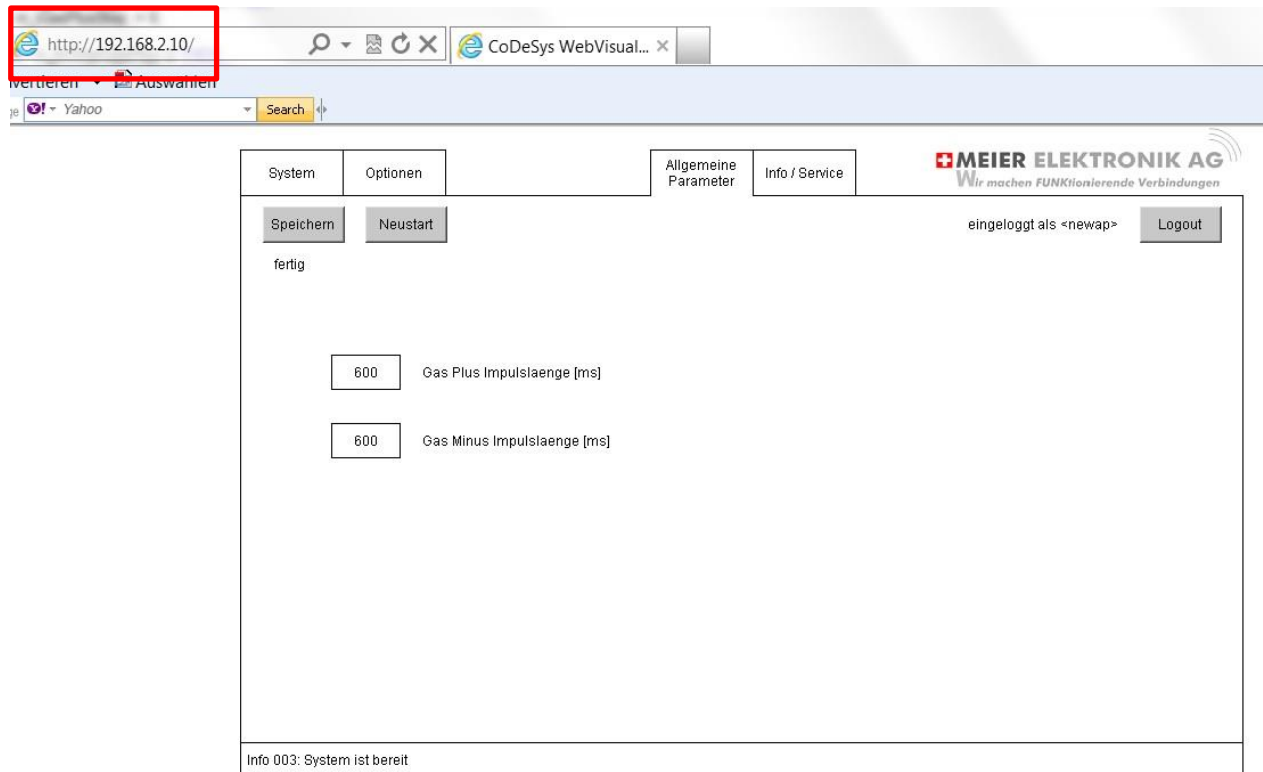 http://192.168.2.10/
CoDeSys WebVisual...
vertieren
Auswählen
ge
Y! Yahoo
Search
System
Optionen
Allgemeine
Parameter
Info / Service
MEIER ELEKTRONIK AG
Wir machen FUNKtionierende Verbindungen
Speichern
Neustart
eingeloggt als <newap>
Logout
fertig
600
Gas Plus Impulslaenge [ms]
600
Gas Minus Impulslaenge [ms]
Info 003: System ist bereit